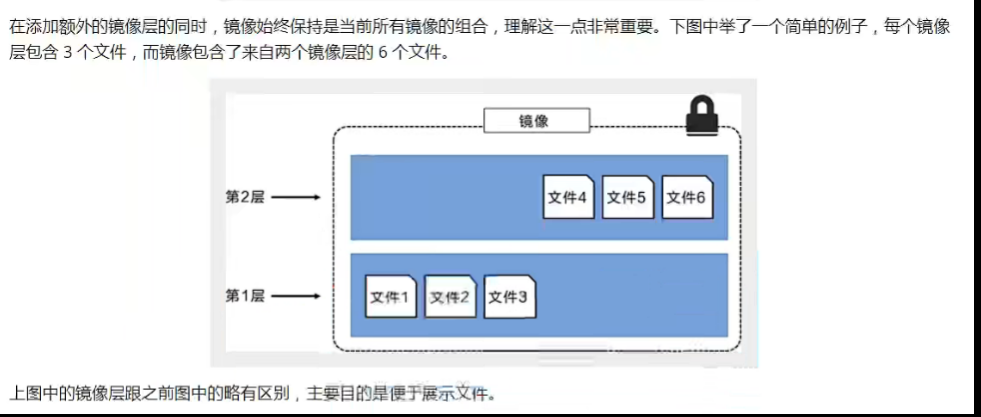 在添加额外的镜像层的同时，镜像始终保持是当前所有镜像的组合，理解这一点非常重要。下图中举了一个简单的例子，每个镜像
层包含 3 个文件，而镜像包含了来自两个镜像层的 6 个文件。
镜像
第2层
文件4 文件5 文件6
第1层
文件1 文件2 文件3
上图中的镜像层跟之前图中的略有区别，主要目的是便于展示文件。